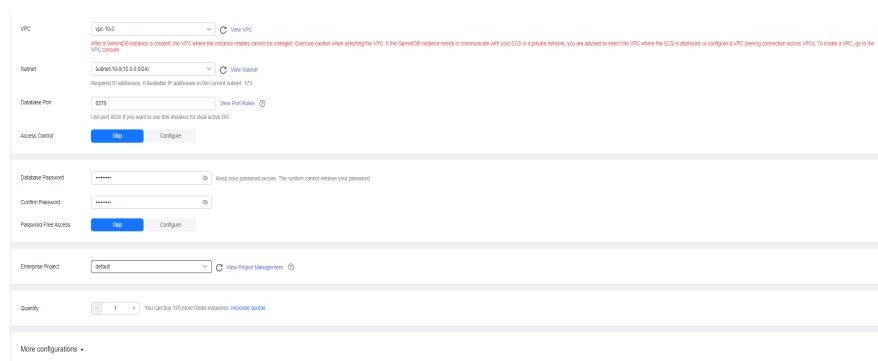 VPC
vpc-10-0
View VPC
After a GeminiDB instance is created, the VPC where the instance resides cannot be changed. Exercise caution when selecting the VPC. If the GeminiDB instance needs to communicate with your ECS in a private network, you are advised to select the VPC where the ECS is deployed, or configure a VPC peering connection across VPCs. To create a VPC, go to the
VPC console.
Subnet
subnet-10-0(10.0.0.0/24)
View Subnet
Required IP addresses: 6 Available IP addresses in the current subnet: 173
Database Port
6379
View Port Rules
Use port 8635 if you want to use this instance for dual-active DR.
Access Control
Skip
Configure
Database Password
••••••••
Keep your password secure. The system cannot retrieve your password.
Confirm Password
••••••••
Password-Free Access
Skip
Configure
Enterprise Project
default
View Project Management
Quantity
1
You can buy 120 more Redis instances. Increase quotas
More configurations